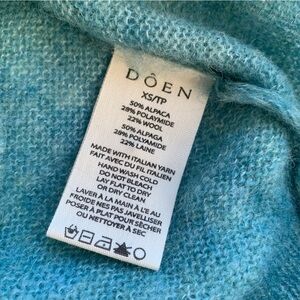 DÔEN
XS/TP
50% ALPACA
28% POLYAMIDE
22% WOOL
50% ALPAGA
28% POLYAMIDE
22% LAINE
MADE WITH ITALIAN YARN
FAIT AVEC DU FIL ITALIEN
HAND WASH COLD
DO NOT BLEACH
LAY FLAT TO DRY
OR DRY CLEAN
LAVER À LA MAIN À L'E AU
FROIDE NES PAS JAVELLISER
POSER À PLAT POUR SÉCHER
OU NETTOYER À SEC